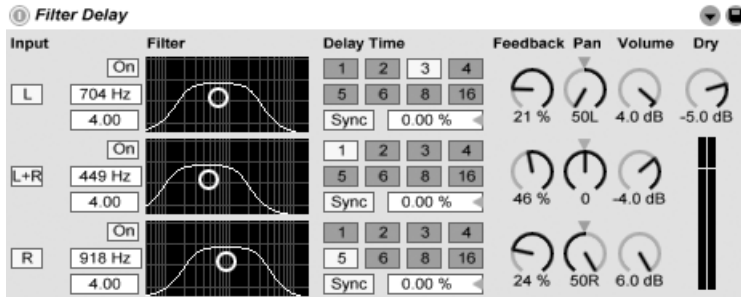 Filter Delay
Input Filter Delay Time Feedback Pan Volume Dry
On 1 2 3 4
L 704 Hz 5 6 8 16
4.00 Sync 0.00 % 21 % 50L 4.0 dB -5.0 dB
On 1 2 3 4
L+R 449 Hz 5 6 8 16
4.00 Sync 0.00 % 46 % 0 -4.0 dB
On 1 2 3 4
R 918 Hz 5 6 8 16
4.00 Sync 0.00 % 24 % 50R 6.0 dB